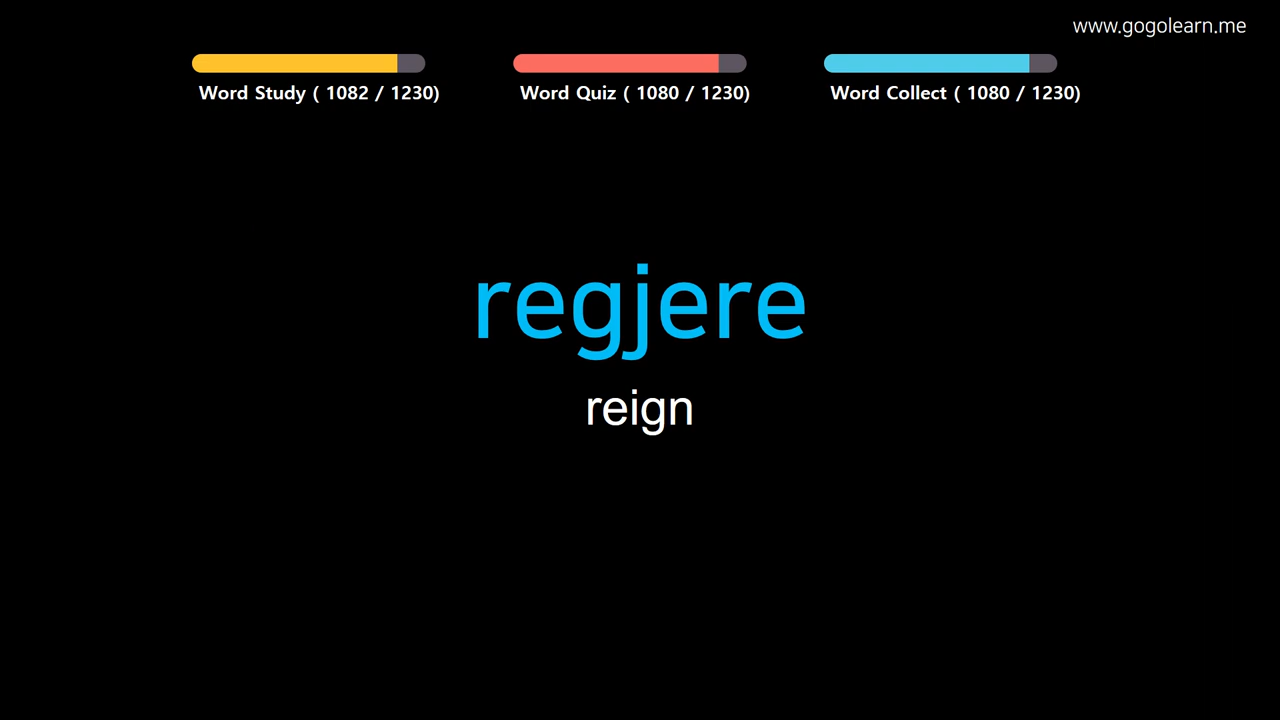 www.gogolearn.me
Word Study ( 1082 / 1230)
Word Quiz ( 1080 / 1230)
Word Collect ( 1080 / 1230)
regjere
reign